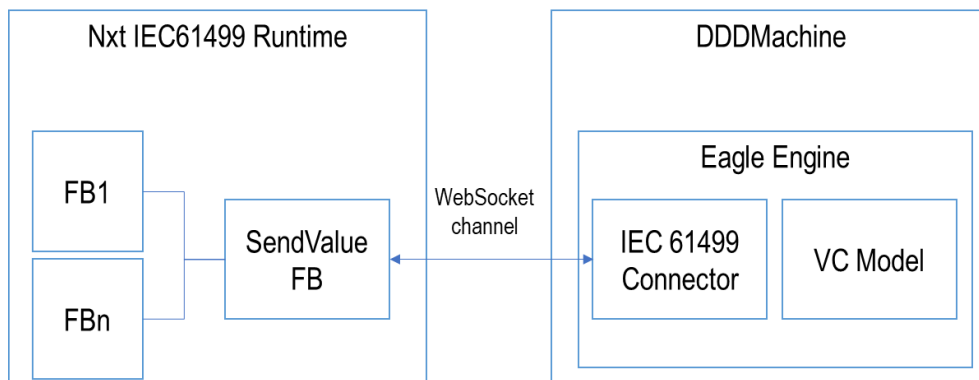 Nxt IEC61499 Runtime
DDDMachine
FB1
FBn
SendValue
FB
WebSocket
channel
Eagle Engine
IEC 61499
Connector
VC Model